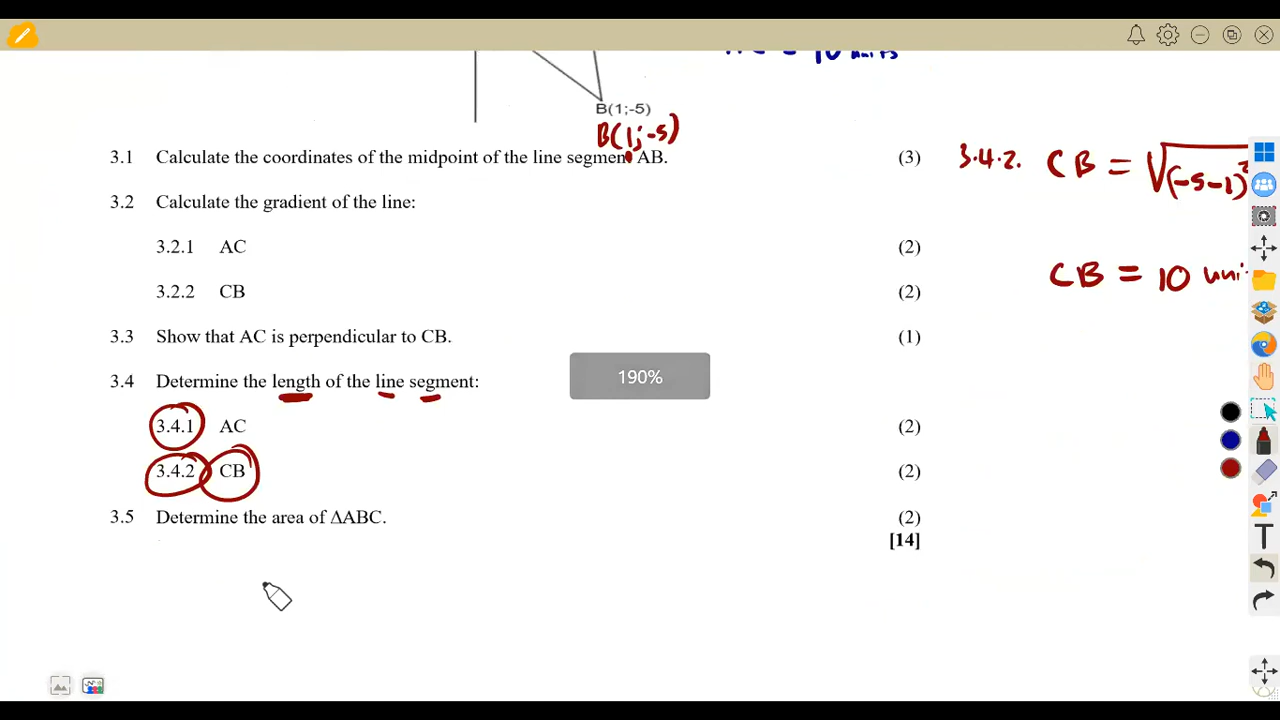 = 10 units
B(1;-5)
B(1;-5)
3.1 Calculate the coordinates of the midpoint of the line segment AB. (3)
3.4.2. CB = √(-5-1)²
3.2 Calculate the gradient of the line:
3.2.1 AC (2)
CB = 10 uni
3.2.2 CB (2)
3.3 Show that AC is perpendicular to CB. (1)
190%
3.4 Determine the length of the line segment:
3.4.1 AC (2)
3.4.2 CB (2)
3.5 Determine the area of ΔABC. (2)
[14]
T